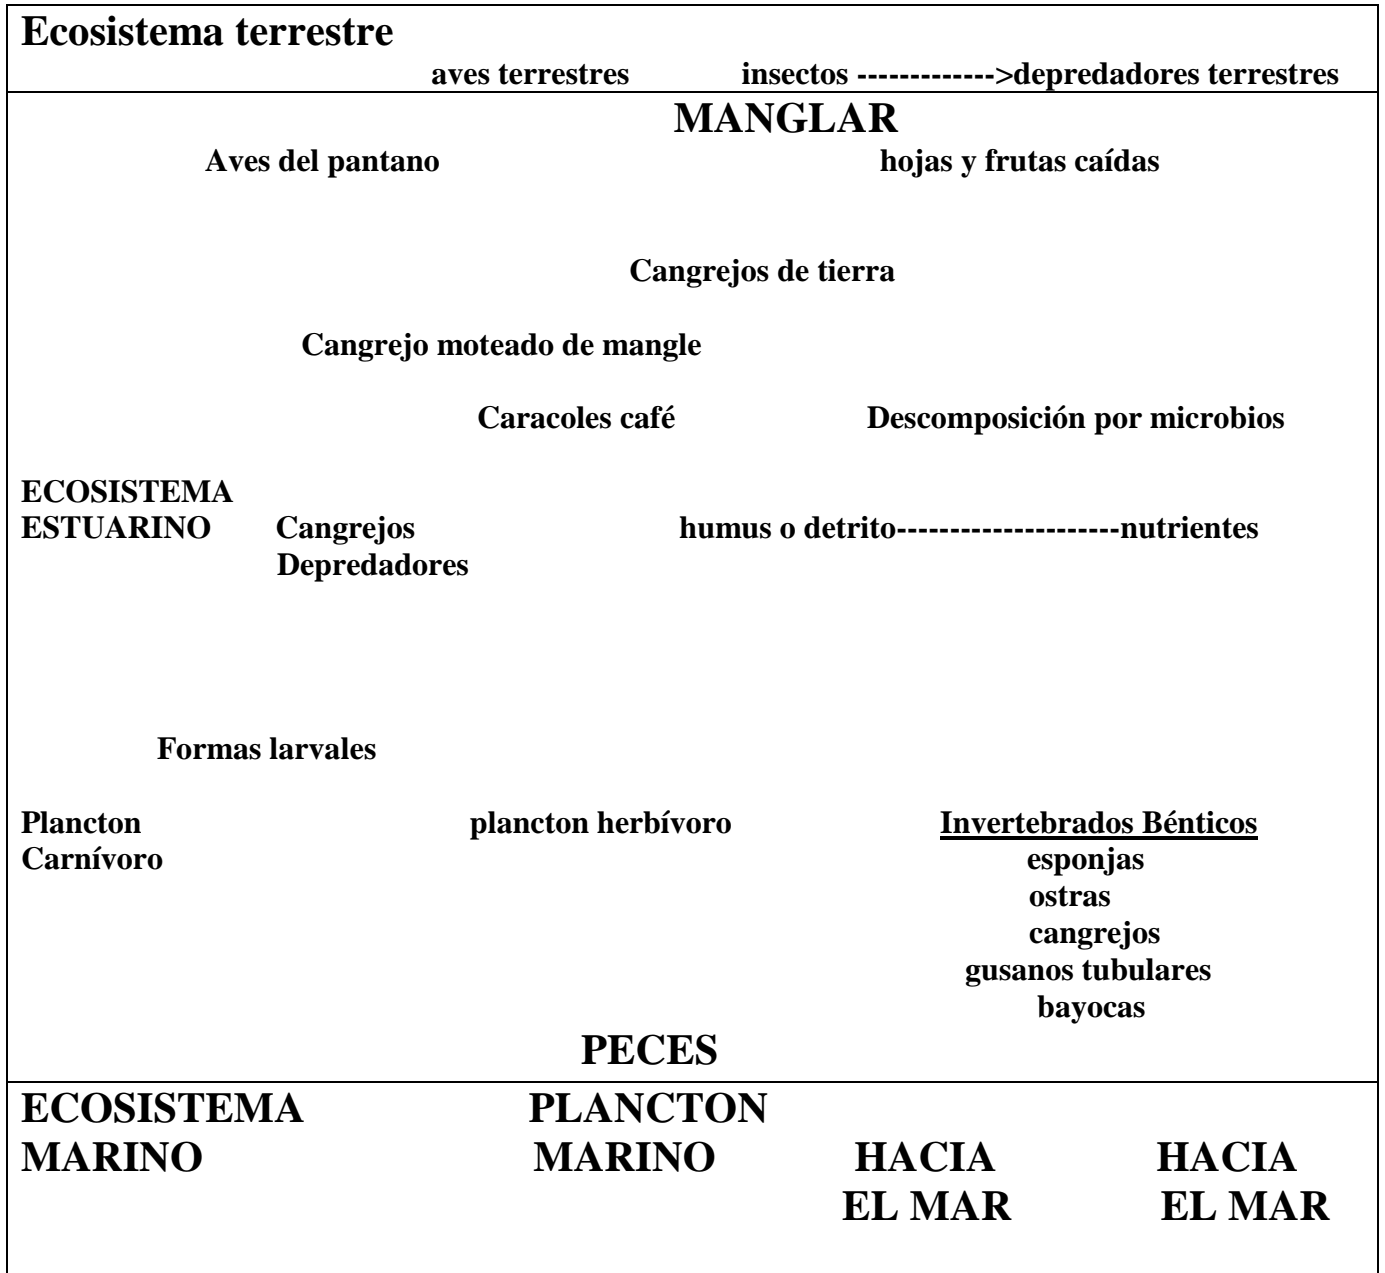 Ecosistema terrestre
aves terrestres insectos ------------->depredadores terrestres
MANGLAR
Aves del pantano hojas y frutas caídas
Cangrejos de tierra
Cangrejo moteado de mangle
Caracoles café Descomposición por microbios
ECOSISTEMA
ESTUARINO Cangrejos humus o detrito---------------------nutrientes
Depredadores
Formas larvales
Plancton plancton herbívoro Invertebrados Bénticos
Carnívoro esponjas
ostras
cangrejos
gusanos tubulares
bayocas
PECES
ECOSISTEMA PLANCTON
MARINO MARINO HACIA HACIA
EL MAR EL MAR